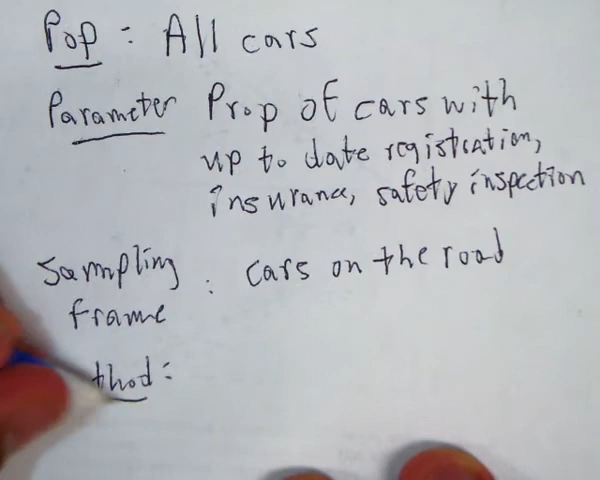 Pop : All cars
Parameter Prop of cars with
up to date registration,
insurance, safety inspection
Sampling : cars on the road
frame
thod :